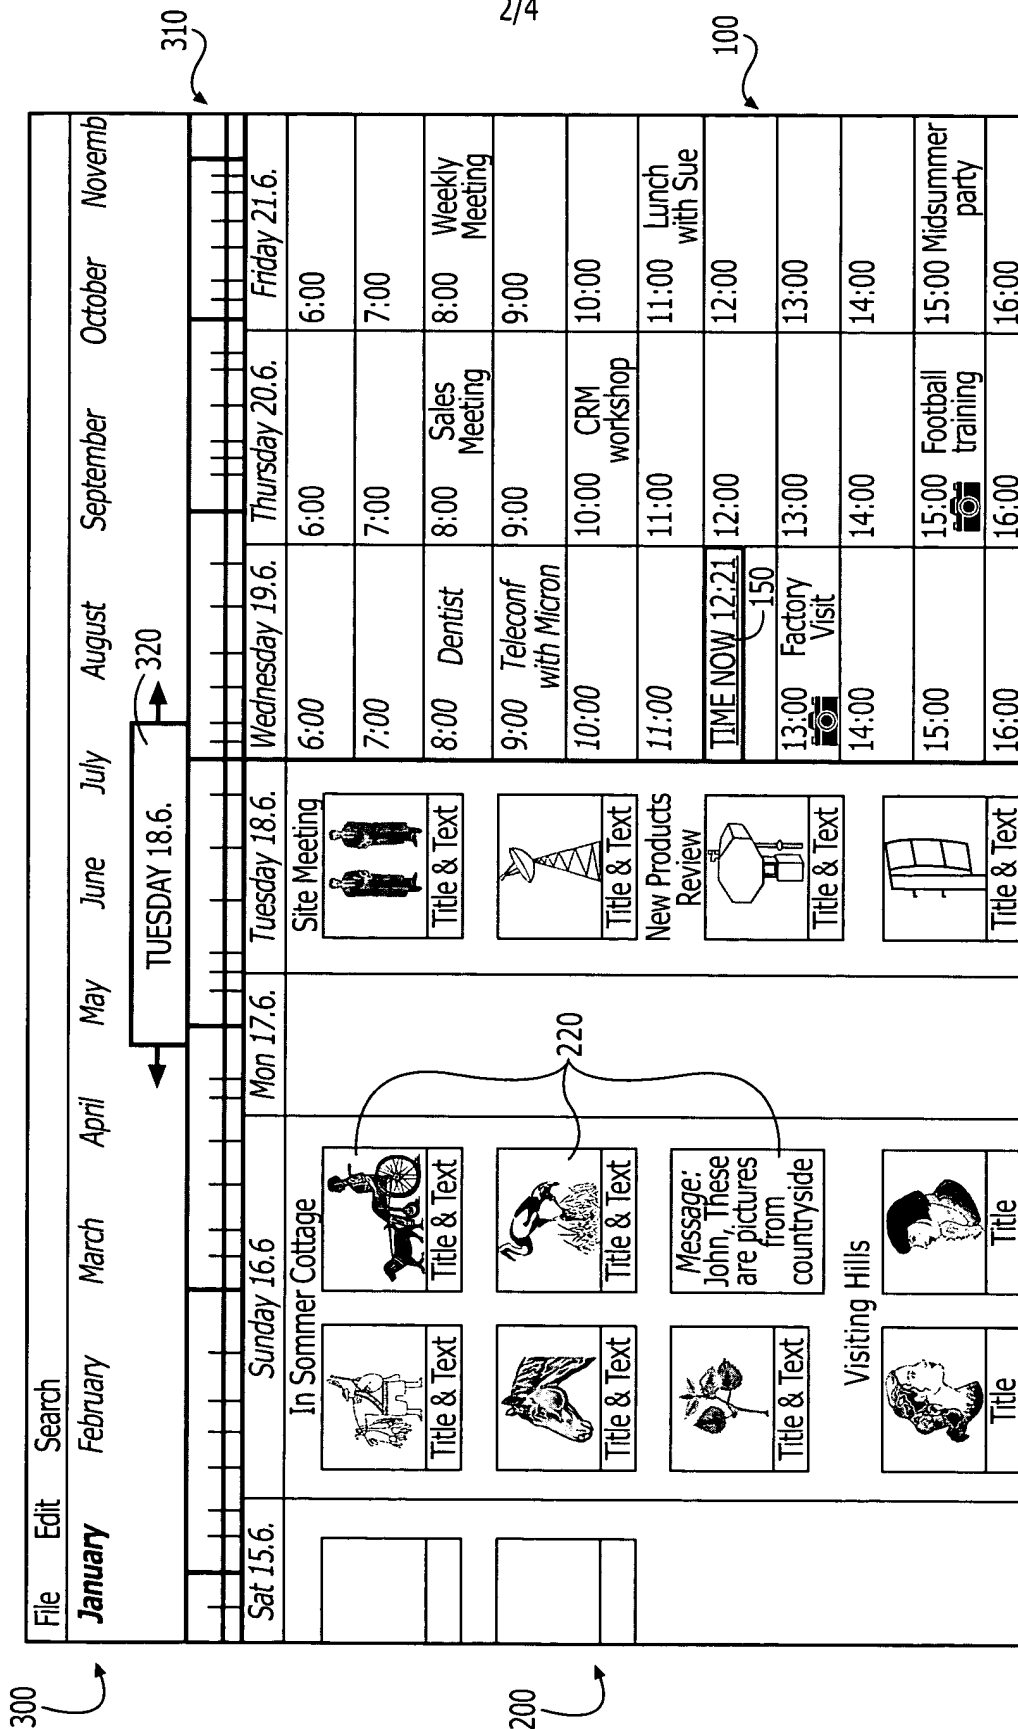 2/4
300
310
File Edit Search
January February March April May June July August September October Novemb
TUESDAY 18.6.
320
Sat 15.6. Sunday 16.6 Mon 17.6. Tuesday 18.6. Wednesday 19.6. Thursday 20.6. Friday 21.6.
200
100
In Sommer Cottage
Title & Text
Title & Text
Title & Text
Title & Text
Title & Text
Message:
John, These
are pictures
from
countryside
220
Visiting Hills
Title
Title
Site Meeting
Title & Text
Title & Text
New Products
Review
Title & Text
Title & Text
6:00
7:00
8:00 Dentist
9:00 Teleconf
with Micron
10:00
11:00
TIME NOW 12:21
150
13:00 Factory
Visit
14:00
15:00
16:00
6:00
7:00
8:00 Sales
Meeting
9:00
10:00 CRM
workshop
11:00
12:00
13:00
14:00
15:00 Football
training
16:00
6:00
7:00
8:00 Weekly
Meeting
9:00
10:00
11:00 Lunch
with Sue
12:00
13:00
14:00
15:00 Midsummer
party
16:00